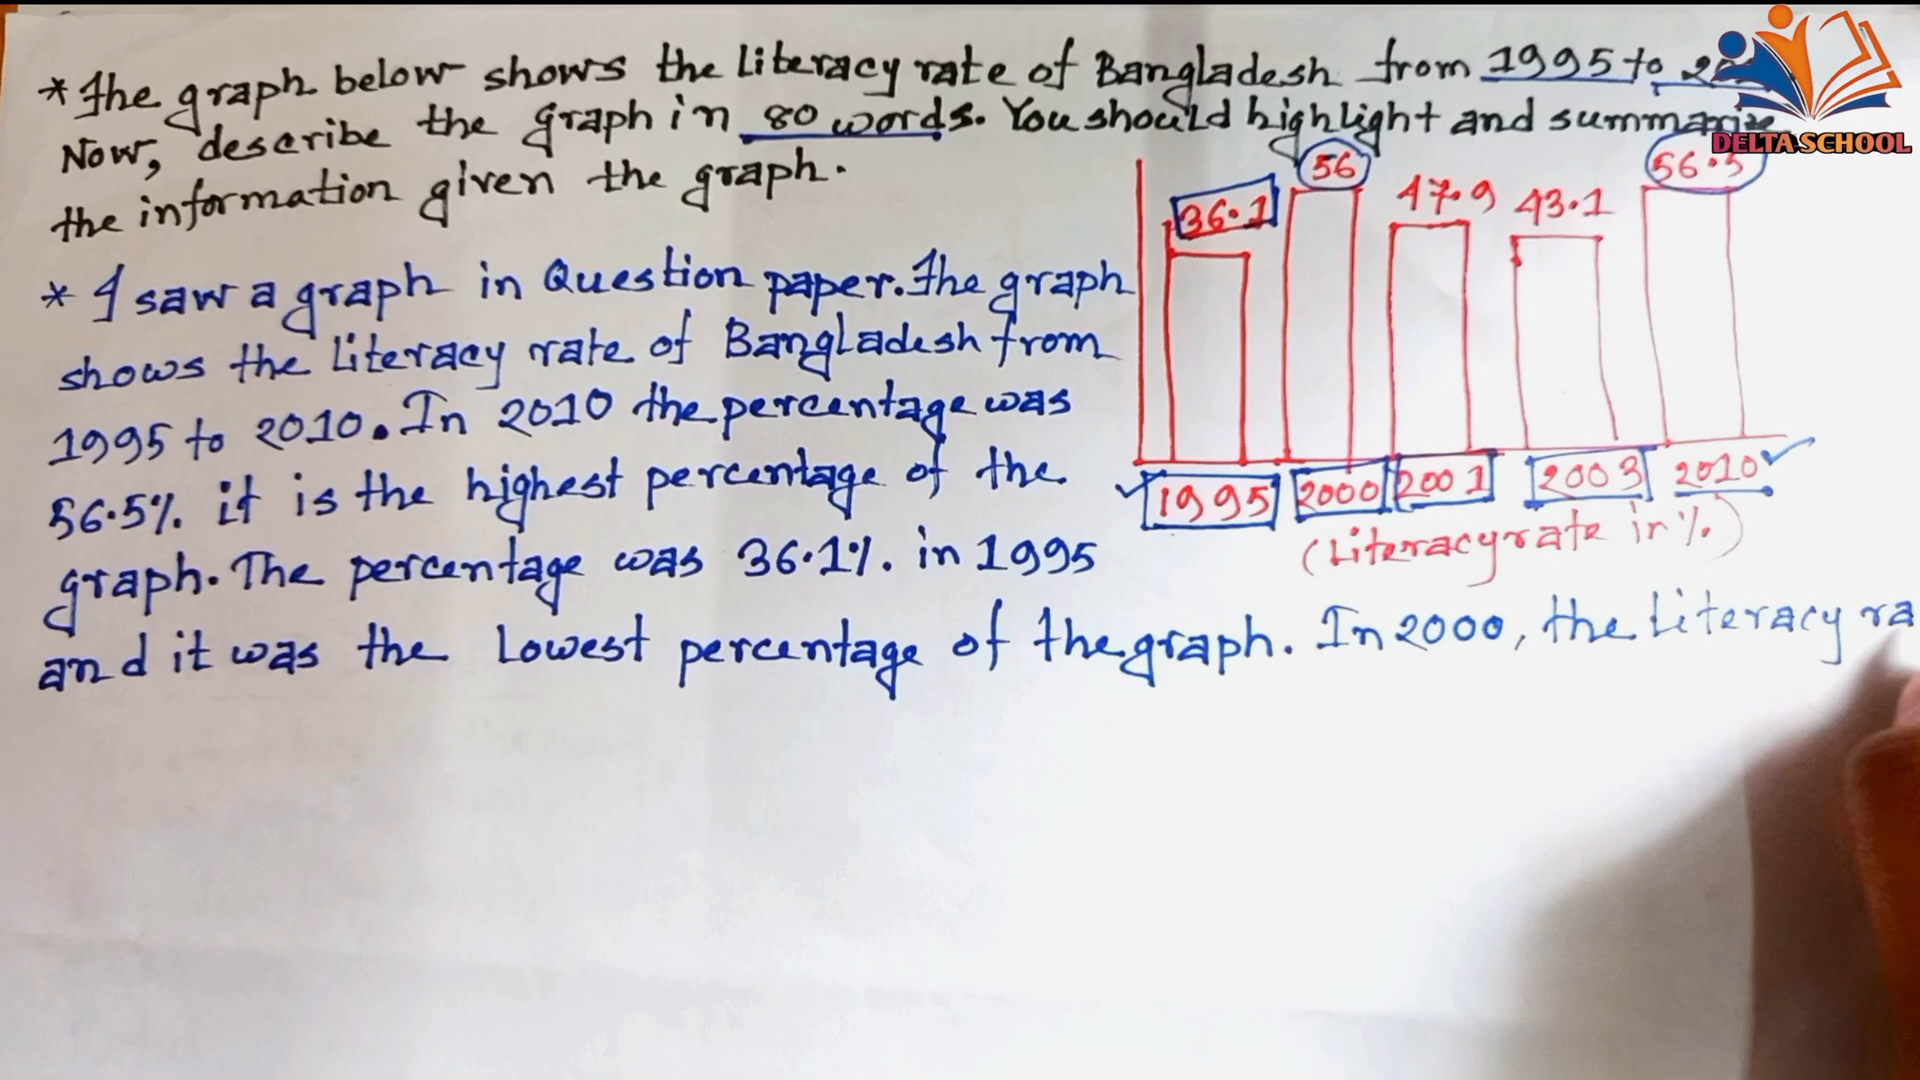 * The graph below shows the literacy rate of Bangladesh from 1995 to
Now, describe the graph in 80 words. You should highlight and summarize
the information given the graph.
DELTA SCHOOL
36.1 56 47.9 43.1 56.5
1995 2000 2001 2003 2010
(Literacy rate in %)
* I saw a graph in Question paper. The graph
shows the literacy rate of Bangladesh from
1995 to 2010. In 2010 the percentage was
56.5% it is the highest percentage of the
graph. The percentage was 36.1% in 1995
and it was the lowest percentage of the graph. In 2000, the literacy ra